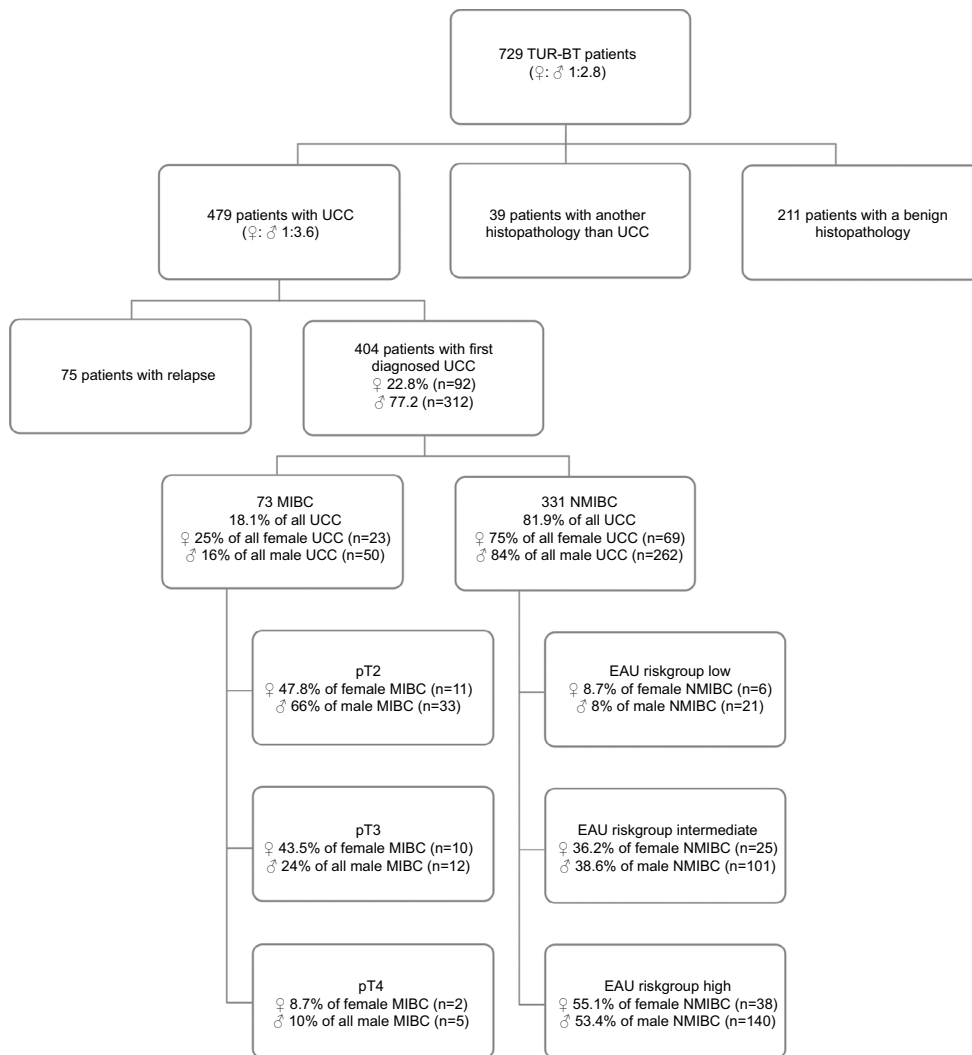 729 TUR-BT patients
(♀: ♂ 1:2.8)
479 patients with UCC
(♀: ♂ 1:3.6)
39 patients with another
histopathology than UCC
211 patients with a benign
histopathology
75 patients with relapse
404 patients with first
diagnosed UCC
♀ 22.8% (n=92)
♂ 77.2 (n=312)
73 MIBC
18.1% of all UCC
♀ 25% of all female UCC (n=23)
♂ 16% of all male UCC (n=50)
331 NMIBC
81.9% of all UCC
♀ 75% of all female UCC (n=69)
♂ 84% of all male UCC (n=262)
pT2
♀ 47.8% of female MIBC (n=11)
♂ 66% of male MIBC (n=33)
EAU riskgroup low
♀ 8.7% of female NMIBC (n=6)
♂ 8% of male NMIBC (n=21)
pT3
♀ 43.5% of female MIBC (n=10)
♂ 24% of all male MIBC (n=12)
EAU riskgroup intermediate
♀ 36.2% of female NMIBC (n=25)
♂ 38.6% of male NMIBC (n=101)
pT4
♀ 8.7% of female MIBC (n=2)
♂ 10% of all male MIBC (n=5)
EAU riskgroup high
♀ 55.1% of female NMIBC (n=38)
♂ 53.4% of male NMIBC (n=140)